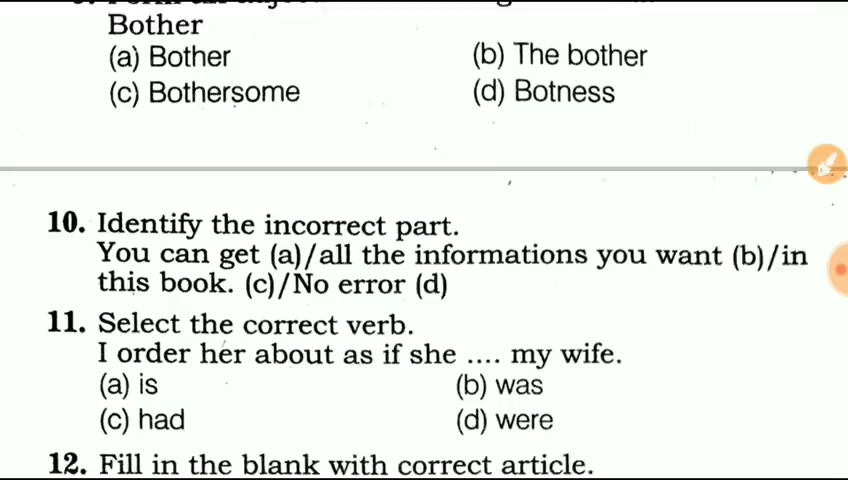 Bother
(a) Bother (b) The bother
(c) Bothersome (d) Botness
10. Identify the incorrect part.
You can get (a)/all the informations you want (b)/in
this book. (c)/No error (d)
11. Select the correct verb.
I order her about as if she .... my wife.
(a) is (b) was
(c) had (d) were
12. Fill in the blank with correct article.